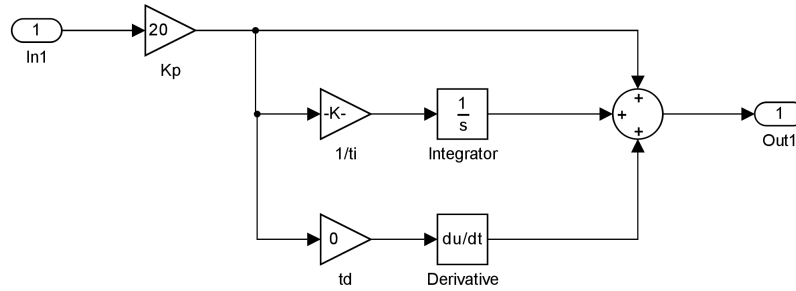 1
In1
20
Kp
-K-
1/ti
1
s
Integrator
0
td
du/dt
Derivative
+
+
+
1
Out1